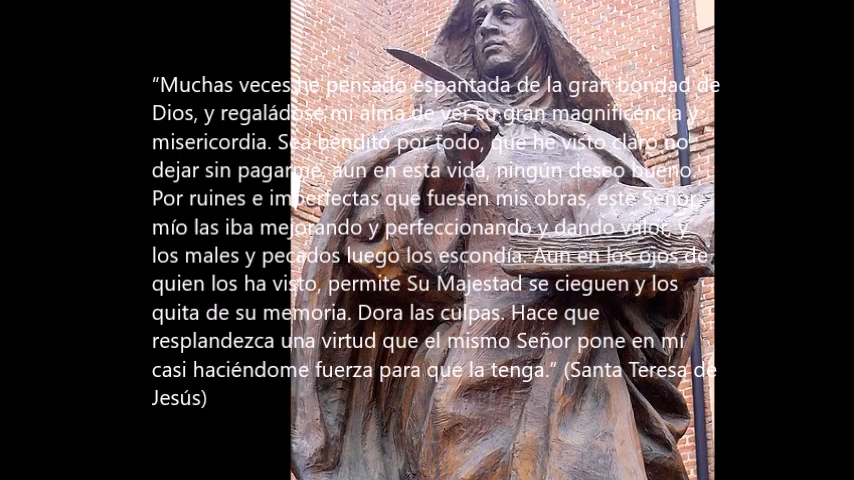 “Muchas veces he pensado espantada de la gran bondad de
Dios, y regaládose mi alma de ver su gran magnificencia y
misericordia. Sea bendito por todo, que he visto claro no
dejar sin pagarme, aun en esta vida, ningún deseo bueno.
Por ruines e imperfectas que fuesen mis obras, este Señor
mío las iba mejorando y perfeccionando y dando valor, y
los males y pecados luego los escondía. Aun en los ojos de
quien los ha visto, permite Su Majestad se cieguen y los
quita de su memoria. Dora las culpas. Hace que
resplandezca una virtud que el mismo Señor pone en mí
casi haciéndome fuerza para que la tenga.” (Santa Teresa de
Jesús)